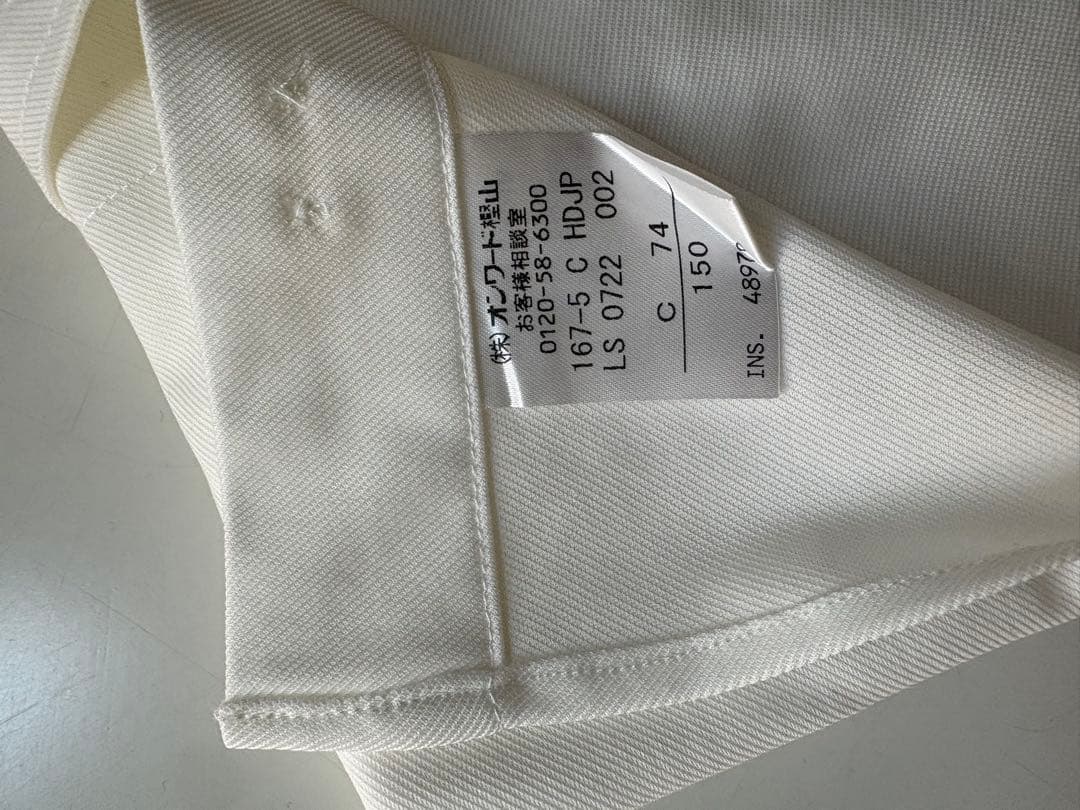 (株)オンワード樫山
お客様相談室
0120-58-6300
167-5 C HDJP
LS 0722 002
C 74
150
INS. 4897